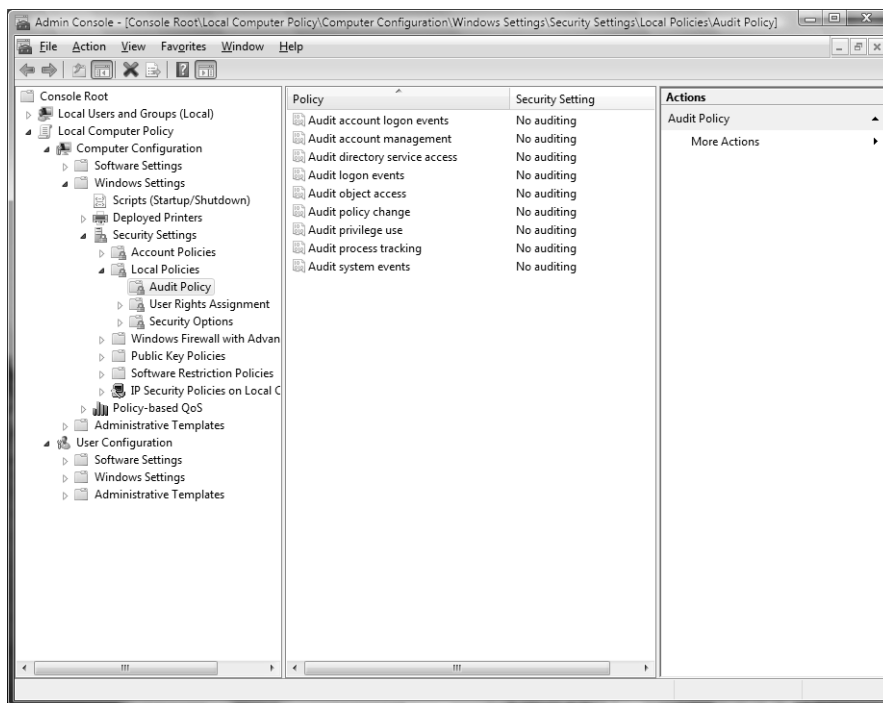 Admin Console - [Console Root\Local Computer Policy\Computer Configuration\Windows Settings\Security Settings\Local Policies\Audit Policy]
File Action View Favorites Window Help
Console Root
Local Users and Groups (Local)
Local Computer Policy
Computer Configuration
Software Settings
Windows Settings
Scripts (Startup/Shutdown)
Deployed Printers
Security Settings
Account Policies
Local Policies
Audit Policy
User Rights Assignment
Security Options
Windows Firewall with Advan
Public Key Policies
Software Restriction Policies
IP Security Policies on Local C
Policy-based QoS
Administrative Templates
User Configuration
Software Settings
Windows Settings
Administrative Templates
Policy Security Setting
Audit account logon events No auditing
Audit account management No auditing
Audit directory service access No auditing
Audit logon events No auditing
Audit object access No auditing
Audit policy change No auditing
Audit privilege use No auditing
Audit process tracking No auditing
Audit system events No auditing
Actions
Audit Policy
More Actions